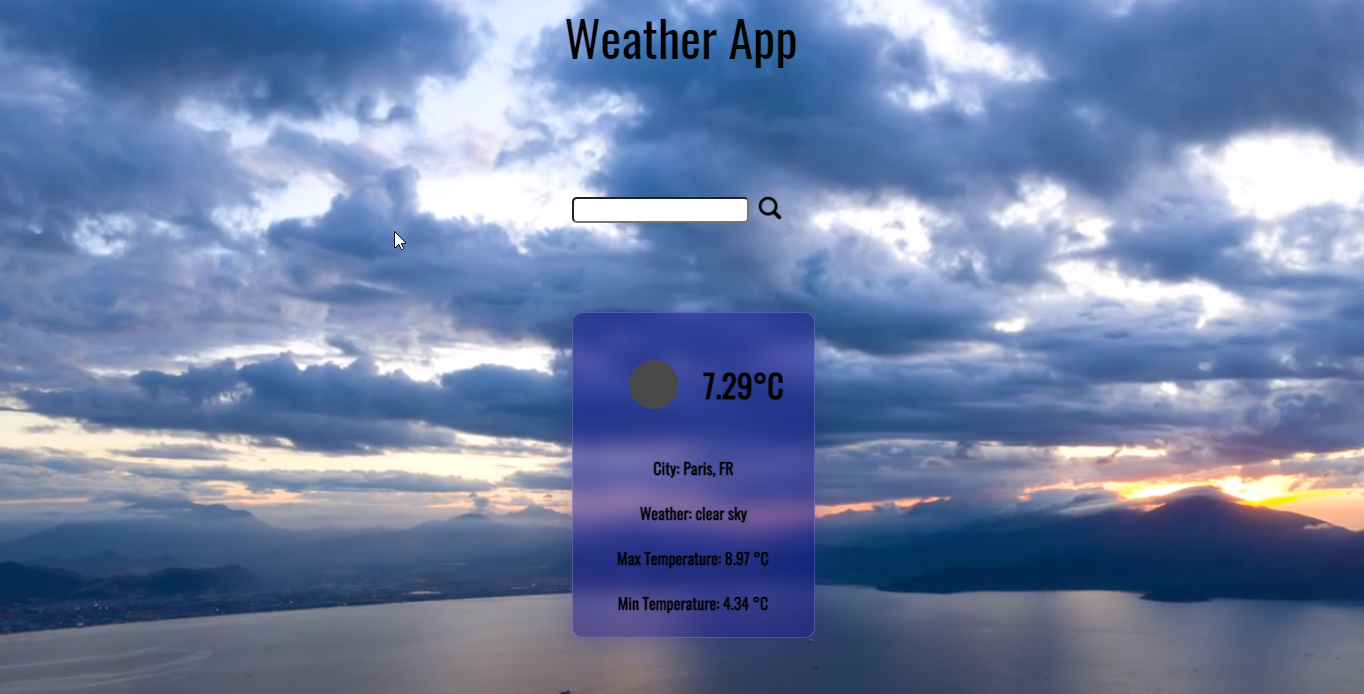 Weather App
7.29°C
City: Paris, FR
Weather: clear sky
Max Temperature: 8.97 °C
Min Temperature: 4.34 °C